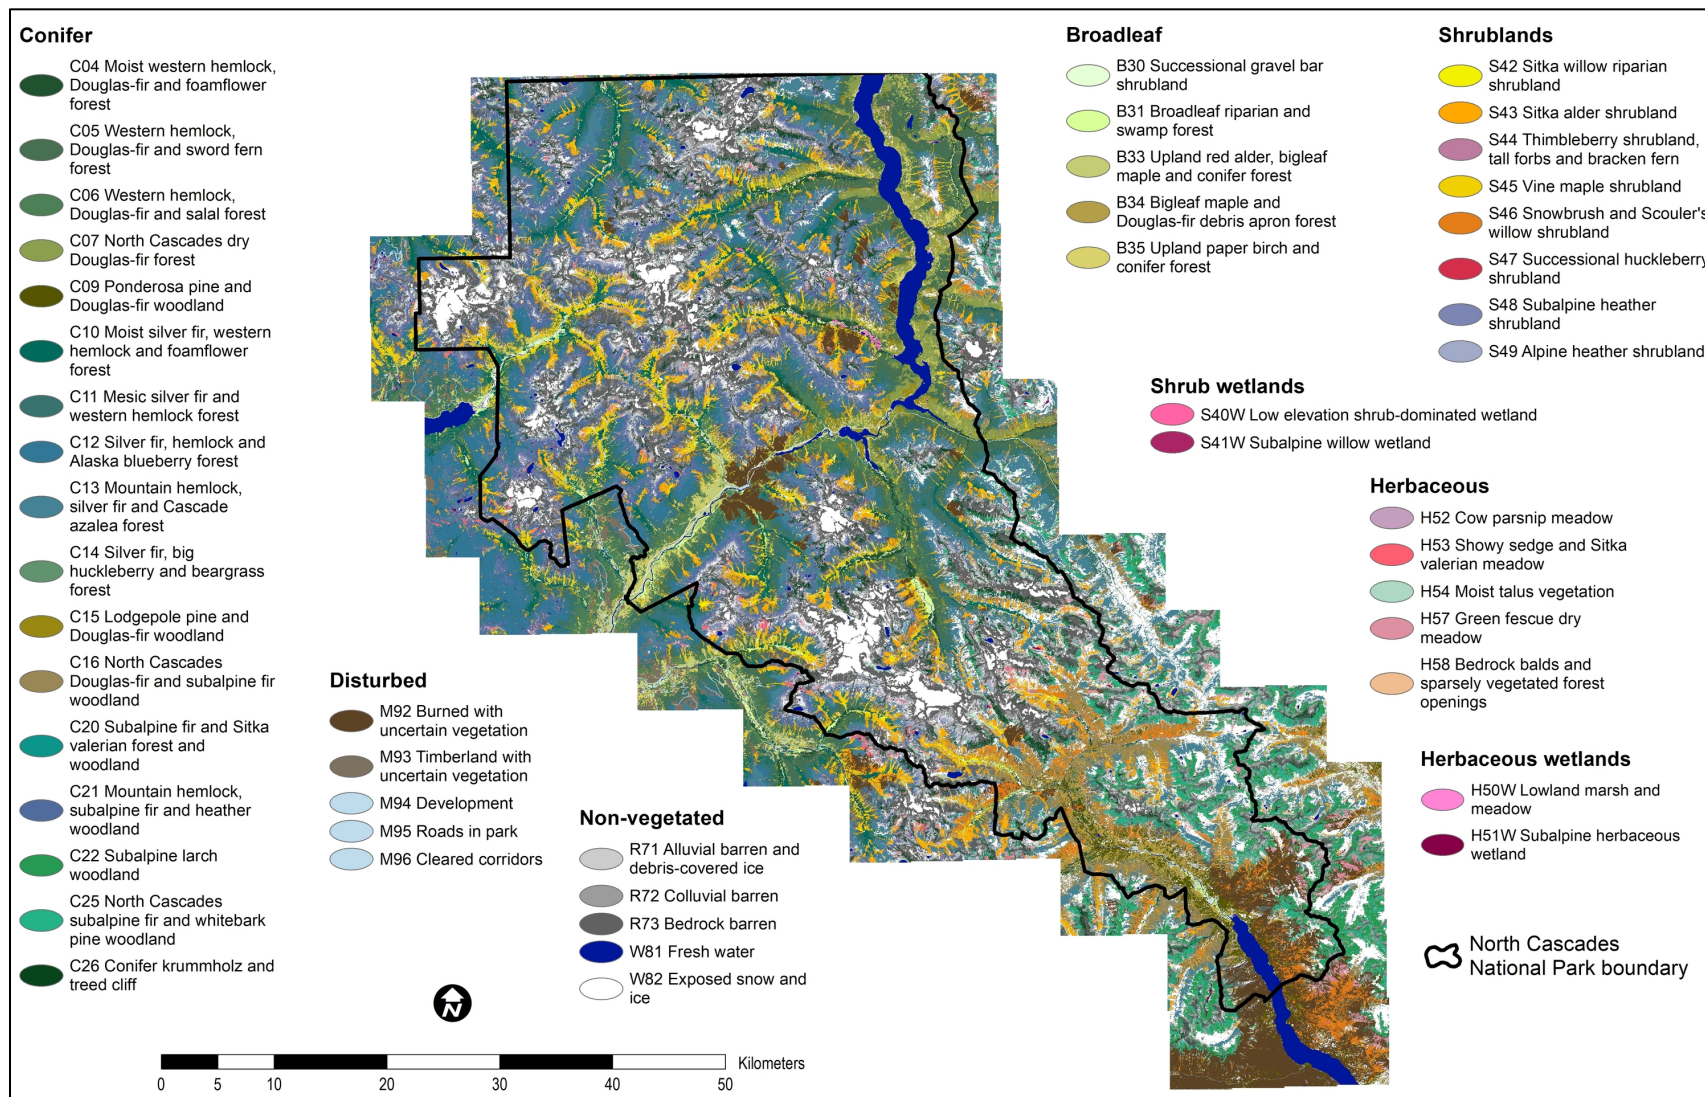 Conifer
C04 Moist western hemlock,
Douglas-fir and foamflower
forest
C05 Western hemlock,
Douglas-fir and sword fern
forest
C06 Western hemlock,
Douglas-fir and salal forest
C07 North Cascades dry
Douglas-fir forest
C09 Ponderosa pine and
Douglas-fir woodland
C10 Moist silver fir, western
hemlock and foamflower
forest
C11 Mesic silver fir and
western hemlock forest
C12 Silver fir, hemlock and
Alaska blueberry forest
C13 Mountain hemlock,
silver fir and Cascade
azalea forest
C14 Silver fir, big
huckleberry and beargrass
forest
C15 Lodgepole pine and
Douglas-fir woodland
C16 North Cascades
Douglas-fir and subalpine fir
woodland
C20 Subalpine fir and Sitka
valerian forest and
woodland
C21 Mountain hemlock,
subalpine fir and heather
woodland
C22 Subalpine larch
woodland
C25 North Cascades
subalpine fir and whitebark
pine woodland
C26 Conifer krummholz and
treed cliff
Disturbed
M92 Burned with
uncertain vegetation
M93 Timberland with
uncertain vegetation
M94 Development
M95 Roads in park
M96 Cleared corridors
Non-vegetated
R71 Alluvial barren and
debris-covered ice
R72 Colluvial barren
R73 Bedrock barren
W81 Fresh water
W82 Exposed snow and
ice
Broadleaf
B30 Successional gravel bar
shrubland
B31 Broadleaf riparian and
swamp forest
B33 Upland red alder, bigleaf
maple and conifer forest
B34 Bigleaf maple and
Douglas-fir debris apron forest
B35 Upland paper birch and
conifer forest
Shrublands
S42 Sitka willow riparian
shrubland
S43 Sitka alder shrubland
S44 Thimbleberry shrubland,
tall forbs and bracken fern
S45 Vine maple shrubland
S46 Snowbrush and Scouler's
willow shrubland
S47 Successional huckleberry
shrubland
S48 Subalpine heather
shrubland
S49 Alpine heather shrubland
Shrub wetlands
S40W Low elevation shrub-dominated wetland
S41W Subalpine willow wetland
Herbaceous
H52 Cow parsnip meadow
H53 Showy sedge and Sitka
valerian meadow
H54 Moist talus vegetation
H57 Green fescue dry
meadow
H58 Bedrock balds and
sparsely vegetated forest
openings
Herbaceous wetlands
H50W Lowland marsh and
meadow
H51W Subalpine herbaceous
wetland
North Cascades
National Park boundary
N
Kilometers
0 5 10 20 30 40 50